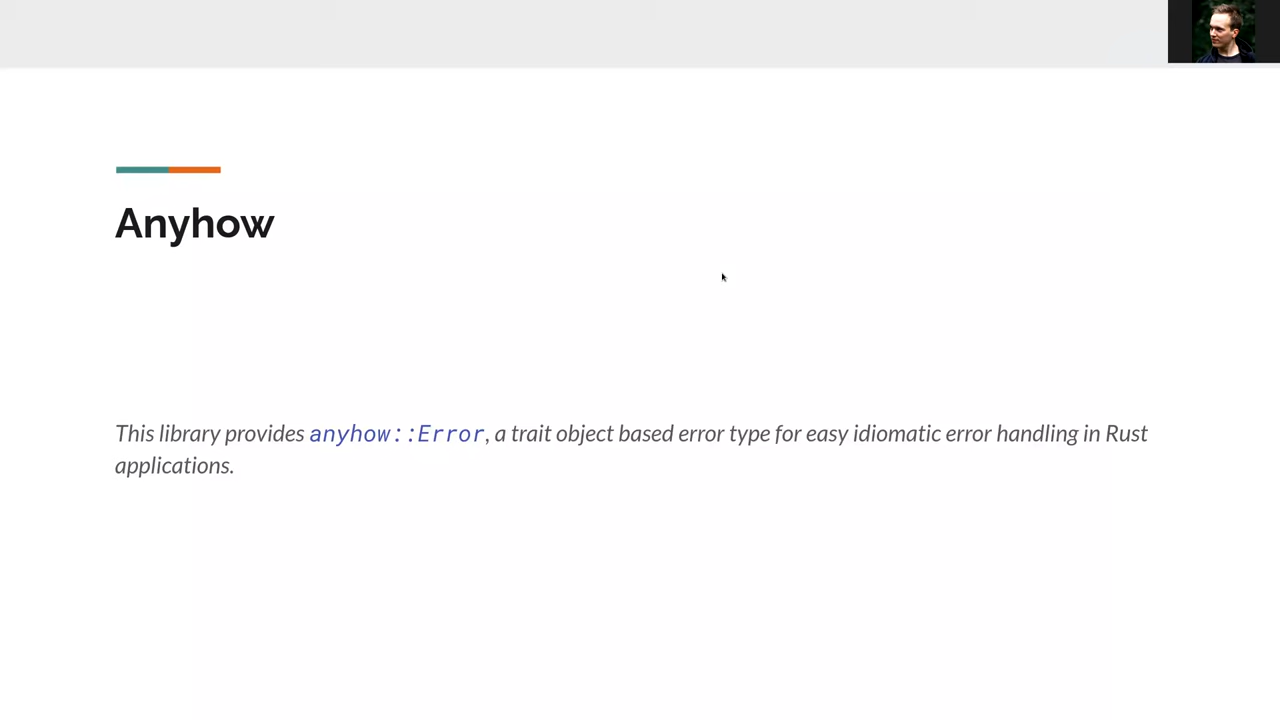 Anyhow
This library provides anyhow::Error, a trait object based error type for easy idiomatic error handling in Rust
applications.